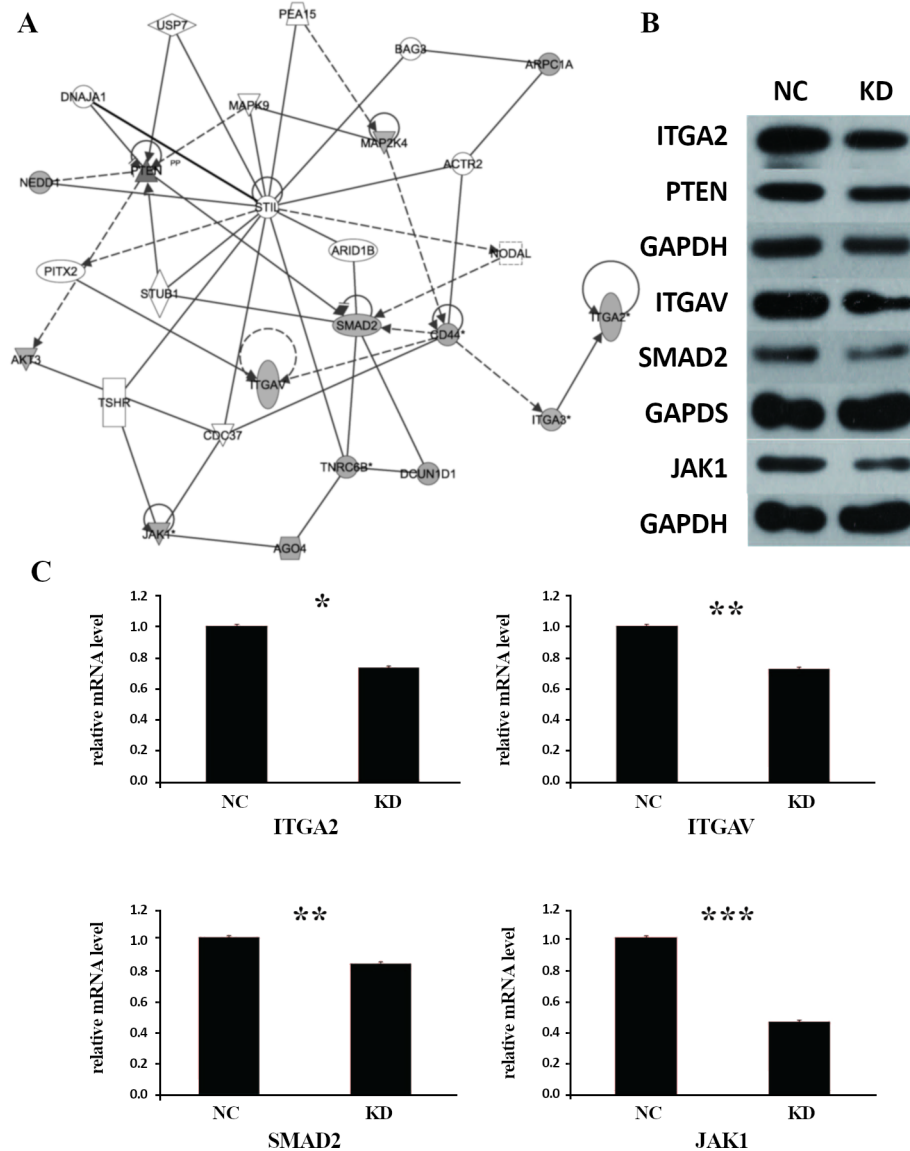 A
USP7
PEA15
BAG3
ARPC1A
DNAJA1
MAPK9
MAP2K4
ACTR2
PP
PTEN
NEDD1
STIL
ARID1B
NODAL
PITX2
STUB1
SMAD2
CD44*
ITGA2*
AKT3
ITGAV
TSHR
CDC37
ITGA3*
TNRC6B*
DCUN1D1
JAK1*
AGO4
B
NC KD
ITGA2
PTEN
GAPDH
ITGAV
SMAD2
GAPDS
JAK1
GAPDH
C
relative mRNA level
1.2
1.0
0.8
0.6
0.4
0.2
0.0
*
NC KD
ITGA2
relative mRNA level
1.2
1.0
0.8
0.6
0.4
0.2
0.0
**
NC KD
ITGAV
relative mRNA level
1.2
1.0
0.8
0.6
0.4
0.2
0.0
**
NC KD
SMAD2
relative mRNA level
1.2
1.0
0.8
0.6
0.4
0.2
0.0
***
NC KD
JAK1